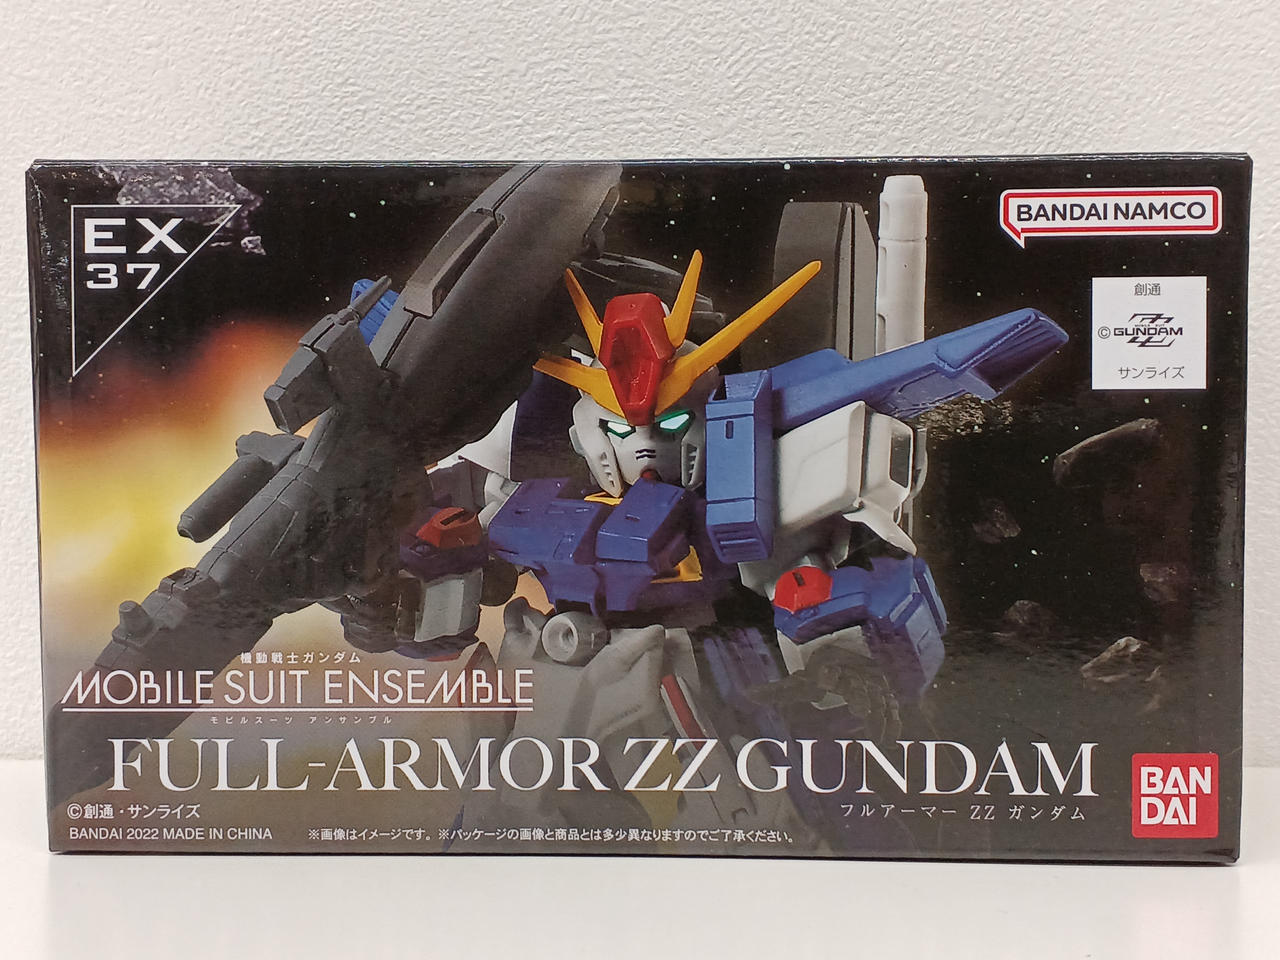 EX
37
BANDAI NAMCO
創通
©MOBILE SUIT
GUNDAM
ZZ
サンライズ
機動戦士ガンダム
MOBILE SUIT ENSEMBLE
モビルスーツ アンサンブル
FULL-ARMOR ZZ GUNDAM
フルアーマー ZZ ガンダム
BAN
DAI
©創通・サンライズ
BANDAI 2022 MADE IN CHINA ※画像はイメージです。※パッケージの画像と商品とは多少異なりますのでご了承ください。